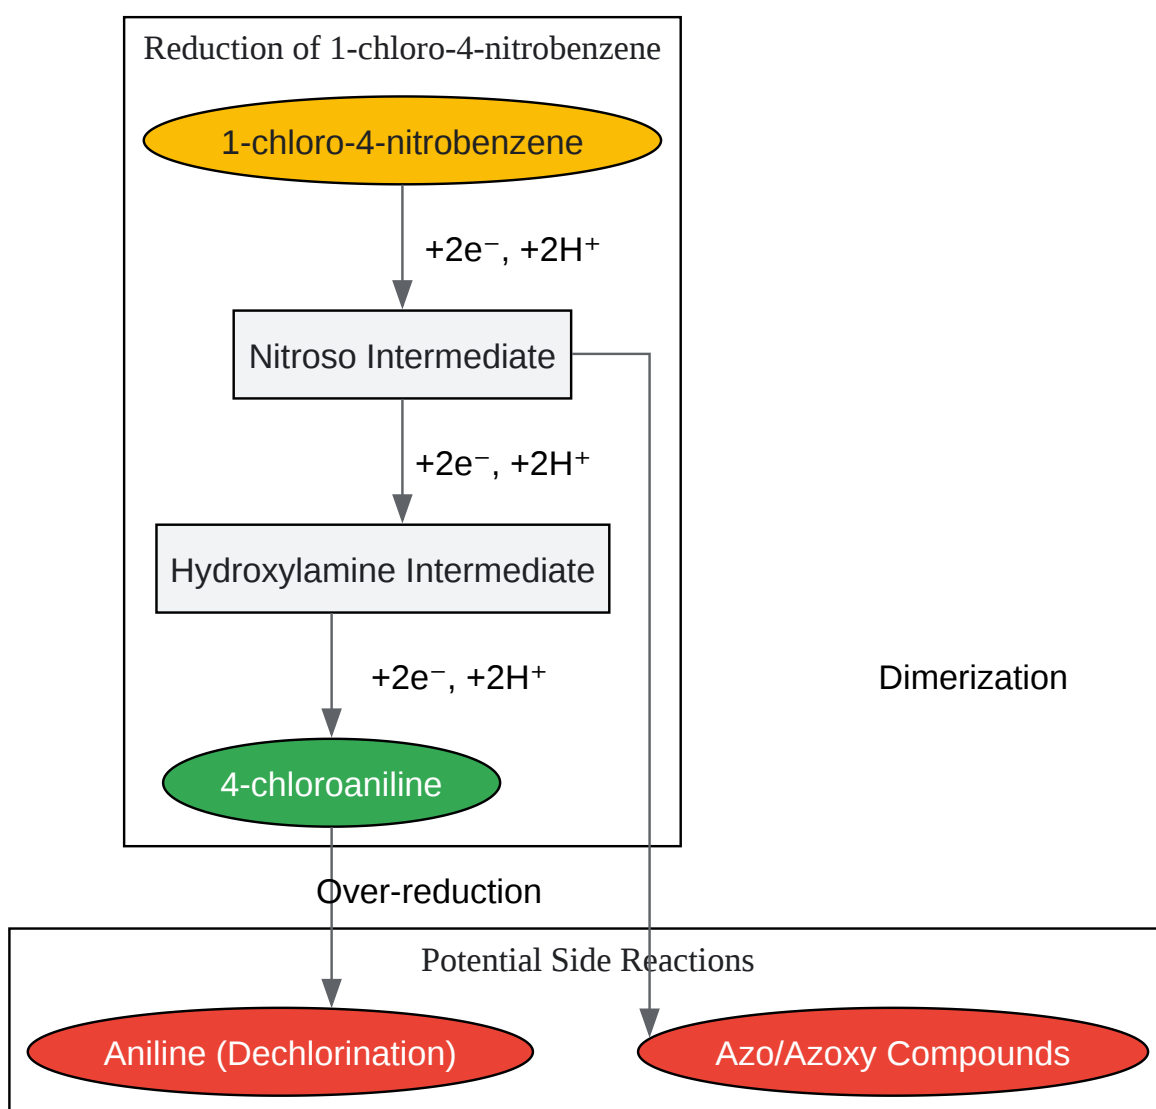 Reduction of 1-chloro-4-nitrobenzene
1-chloro-4-nitrobenzene
+2e⁻, +2H⁺
Nitroso Intermediate
+2e⁻, +2H⁺
Hydroxylamine Intermediate
+2e⁻, +2H⁺
Dimerization
4-chloroaniline
Over-reduction
Potential Side Reactions
Aniline (Dechlorination)
Azo/Azoxy Compounds